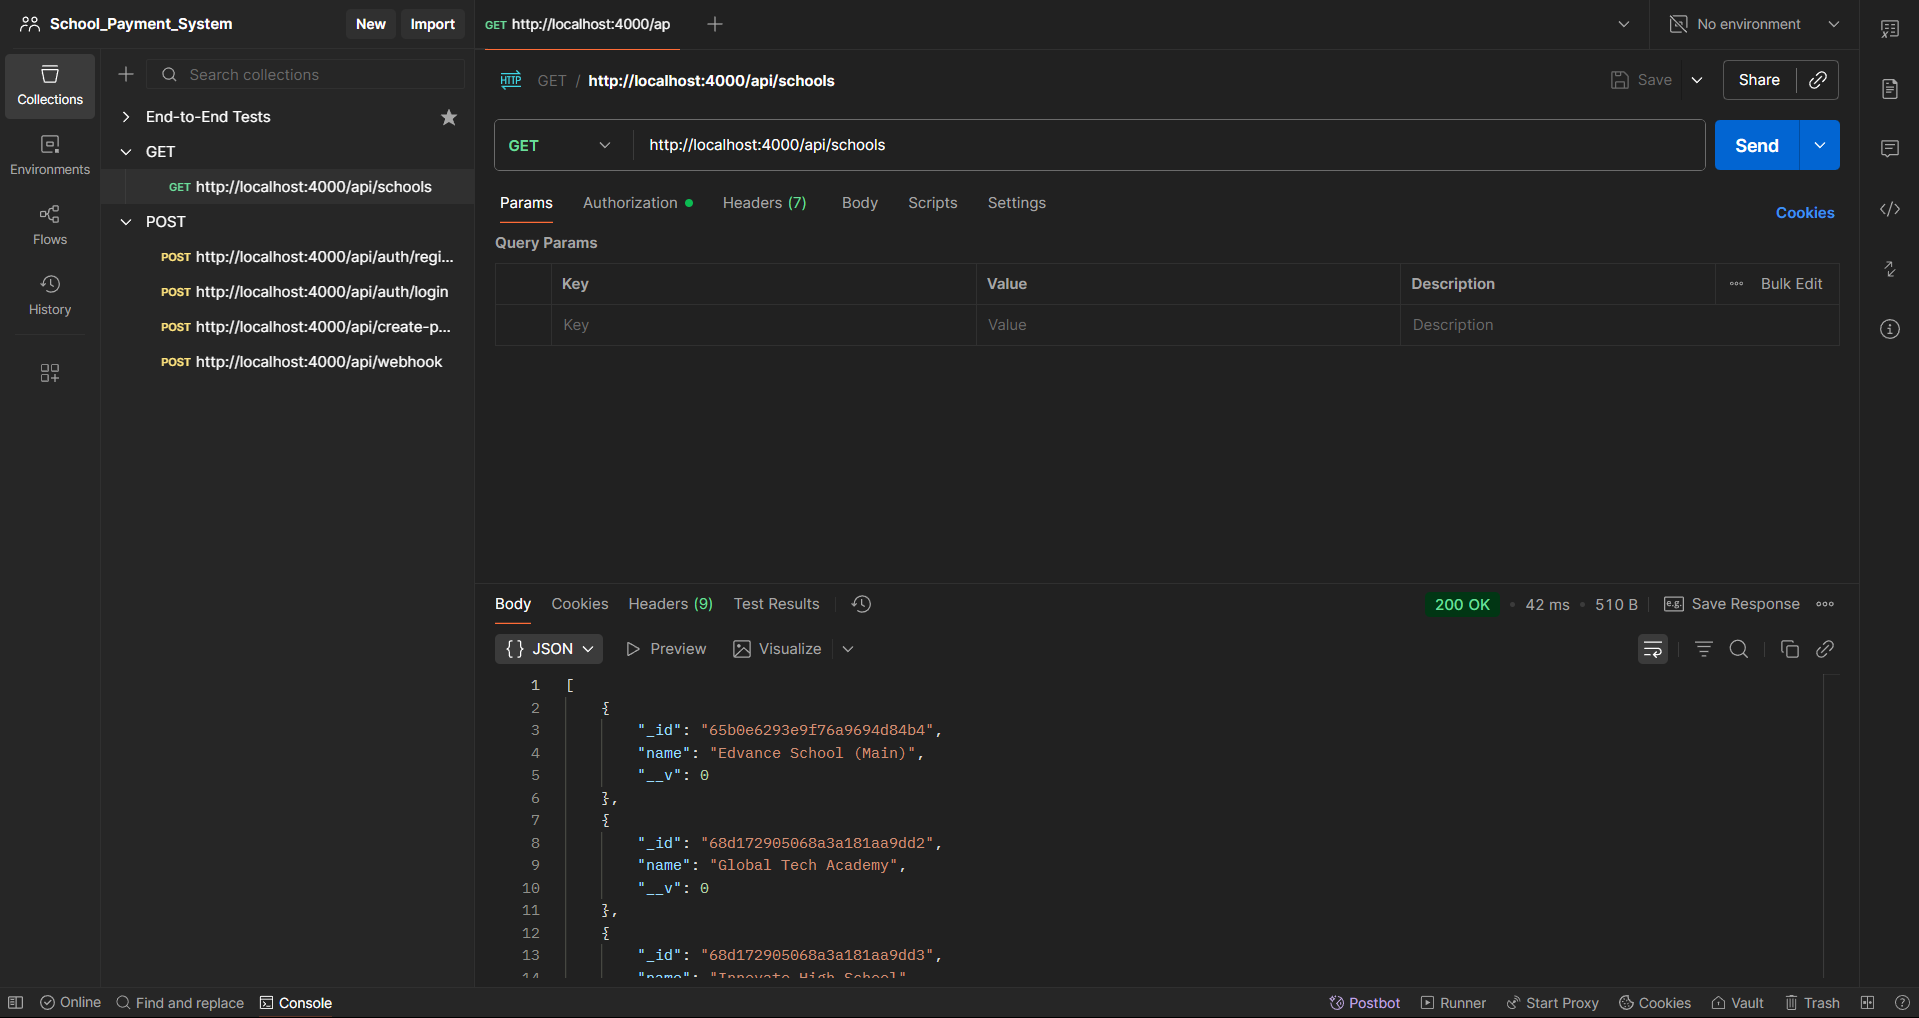 School_Payment_System
New
Import
GET http://localhost:4000/ap
No environment
Collections
Environments
Flows
History
Search collections
End-to-End Tests
GET
GET http://localhost:4000/api/schools
POST
POST http://localhost:4000/api/auth/regi...
POST http://localhost:4000/api/auth/login
POST http://localhost:4000/api/create-p...
POST http://localhost:4000/api/webhook
HTTP GET / http://localhost:4000/api/schools
Save
Share
GET http://localhost:4000/api/schools
Send
Params Authorization Headers (7) Body Scripts Settings
Cookies
Query Params
Key Value Description Bulk Edit
Key Value Description
Body Cookies Headers (9) Test Results
200 OK • 42 ms • 510 B e.g. Save Response
{} JSON Preview Visualize
1 [
2 {
3 "_id": "65b0e6293e9f76a9694d84b4",
4 "name": "Edvance School (Main)",
5 "__v": 0
6 },
7 {
8 "_id": "68d172905068a3a181aa9dd2",
9 "name": "Global Tech Academy",
10 "__v": 0
11 },
12 {
13 "_id": "68d172905068a3a181aa9dd3",
14 "name": "Innovate High School"
Online Find and replace Console
Postbot Runner Start Proxy Cookies Vault Trash